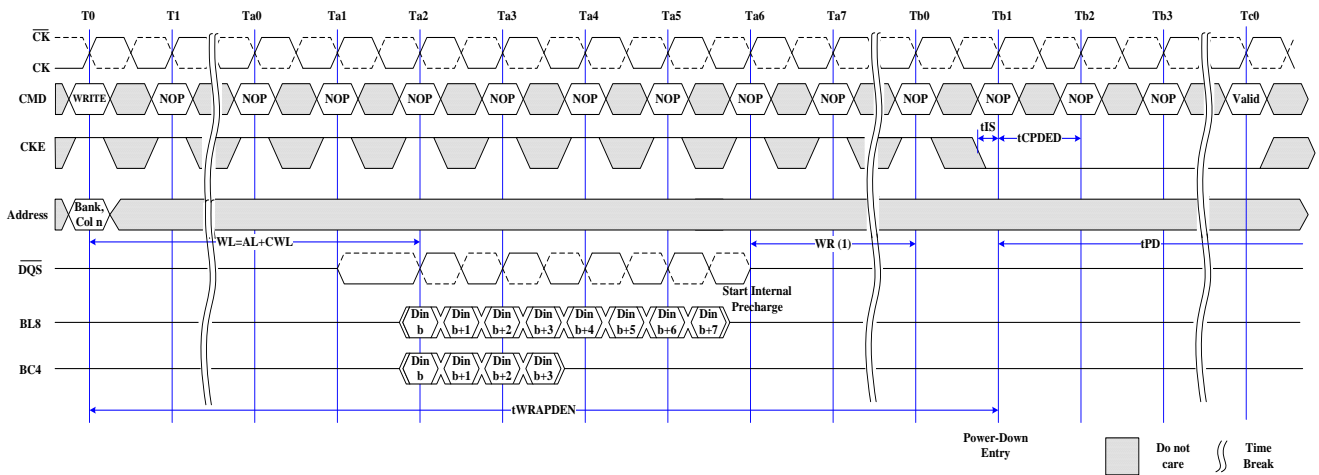 T0 T1 Ta0 Ta1 Ta2 Ta3 Ta4 Ta5 Ta6 Ta7 Tb0 Tb1 Tb2 Tb3 Tc0
CK
CK
CMD WRITE NOP NOP NOP NOP NOP NOP NOP NOP NOP NOP NOP NOP NOP Valid
tIS
tCPDED
CKE
Address
Bank,
Col n
WL=AL+CWL WR (1) tPD
DQS
Start Internal
Precharge
BL8
Din Din Din Din Din Din Din Din
b b+1 b+2 b+3 b+4 b+5 b+6 b+7
BC4
Din Din Din Din
b b+1 b+2 b+3
tWRAPDEN
Power-Down
Entry
Do not
care
Time
Break